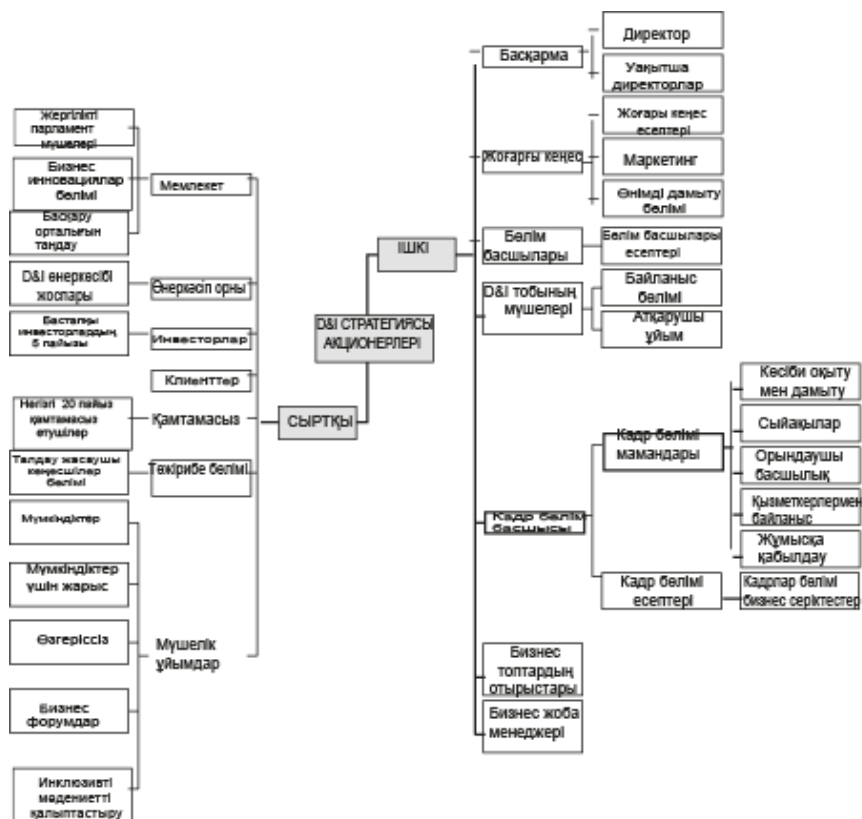 Жергілікті
парламент
мүшелері
Бизнес
инновациялар
бөлімі
Басқару
орталығын
таңдау
Мемлекет
D&I өнеркәсібі
жоспары
Өнеркәсіп орны
Бастапқы
инвесторлардың
5 пайызы
Инвесторлар
Клиенттер
Негізгі 20 пайыз
қамтамасыз
етушілер
Қамтамасыз
Талдау жасаушы
кеңесшілер
бөлімі
Тәжірибе бөлімі
Мүмкіндіктер
Мүмкіндіктер
үшін жарыс
Өзгеріссіз
Бизнес
форумдар
Инклюзивті
мәдениетті
қалыптастыру
Мүшелік
ұйымдар
СЫРТҚЫ
D&I СТРАТЕГИЯСЫ
АКЦИОНЕРЛЕРІ
ІШКІ
Басқарма
Директор
Уақытша
директорлар
Жоғарғы кеңес
Жоғары кеңес
есептері
Маркетинг
Өнімді дамыту
бөлімі
Бөлім
басшылары
Бөлім басшылары
есептері
D&I тобының
мүшелері
Байланыс
бөлімі
Атқарушы
ұйым
Кадр бөлім
басшысы
Кадр бөлімі
мамандары
Кәсіби оқыту
мен дамыту
Сыйақылар
Орындаушы
басшылық
Қызметкерлермен
байланыс
Жұмысқа
қабылдау
Кадр бөлімі
есептері
Кадрлар бөлімі
бизнес серіктестер
Бизнес
топтардың
отырыстары
Бизнес жоба
менеджері